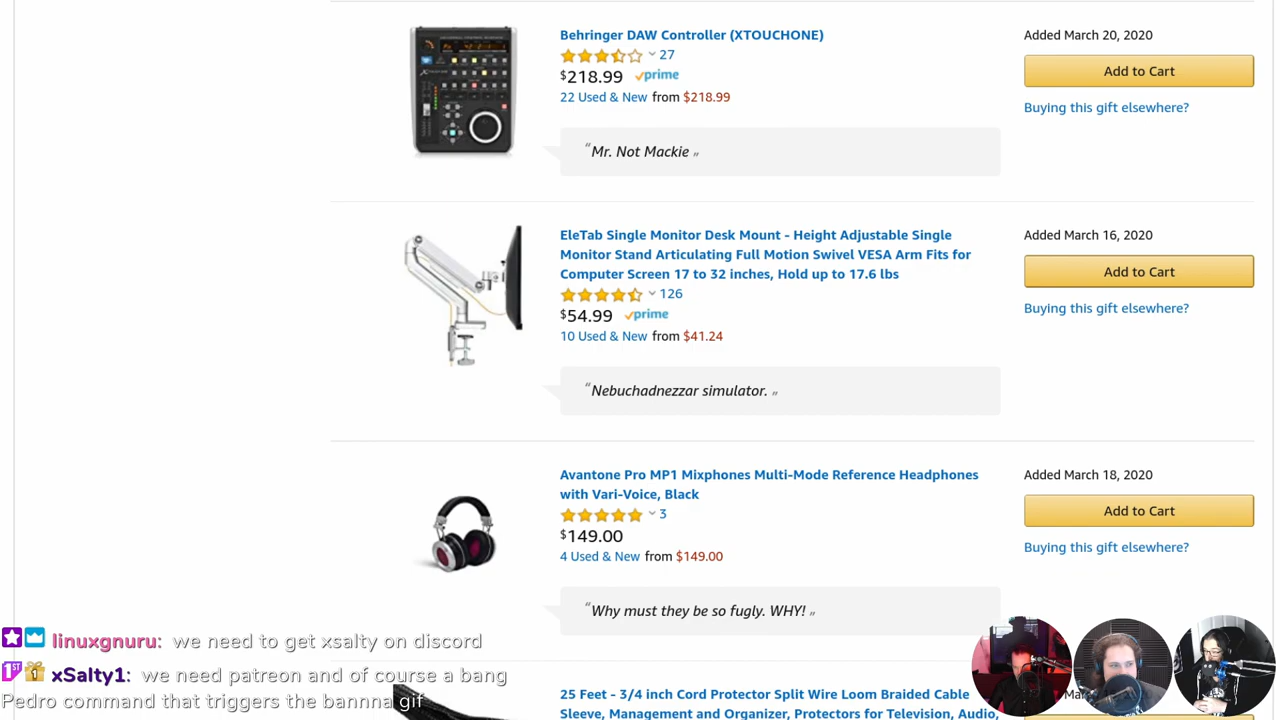 Behringer DAW Controller (XTOUCHONE)
27
$218.99 prime
22 Used & New from $218.99
"Mr. Not Mackie„
Added March 20, 2020
Add to Cart
Buying this gift elsewhere?
EleTab Single Monitor Desk Mount - Height Adjustable Single
Monitor Stand Articulating Full Motion Swivel VESA Arm Fits for
Computer Screen 17 to 32 inches, Hold up to 17.6 lbs
126
$54.99 prime
10 Used & New from $41.24
"Nebuchadnezzar simulator.„
Added March 16, 2020
Add to Cart
Buying this gift elsewhere?
Avantone Pro MP1 Mixphones Multi-Mode Reference Headphones
with Vari-Voice, Black
3
$149.00
4 Used & New from $149.00
"Why must they be so fugly. WHY!„
Added March 18, 2020
Add to Cart
Buying this gift elsewhere?
linuxgnuru: we need to get xsalty on discord
1ST xSalty1: we need patreon and of course a bang
Pedro command that triggers the bannna gif
25 Feet - 3/4 inch Cord Protector Split Wire Loom Braided Cable
Sleeve, Management and Organizer, Protectors for Television, Audio,